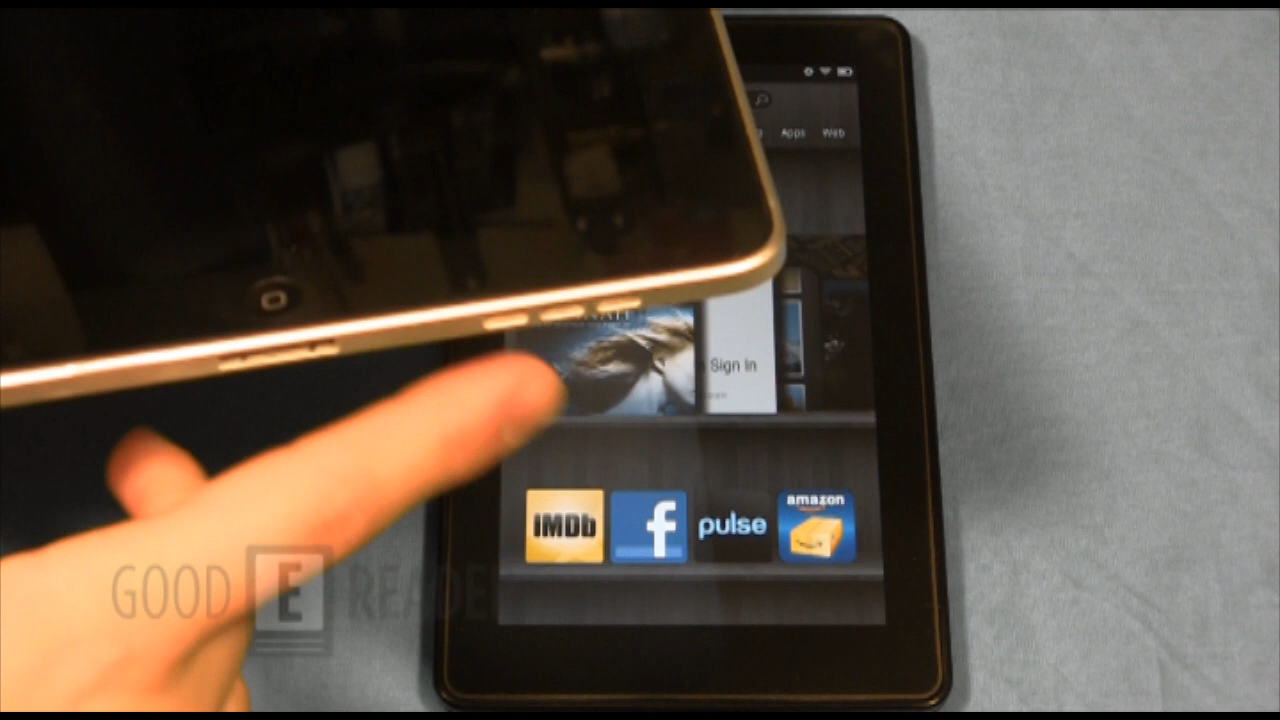 Apps Web
Sign In
IMDb
f
pulse
amazon
GOOD E READE